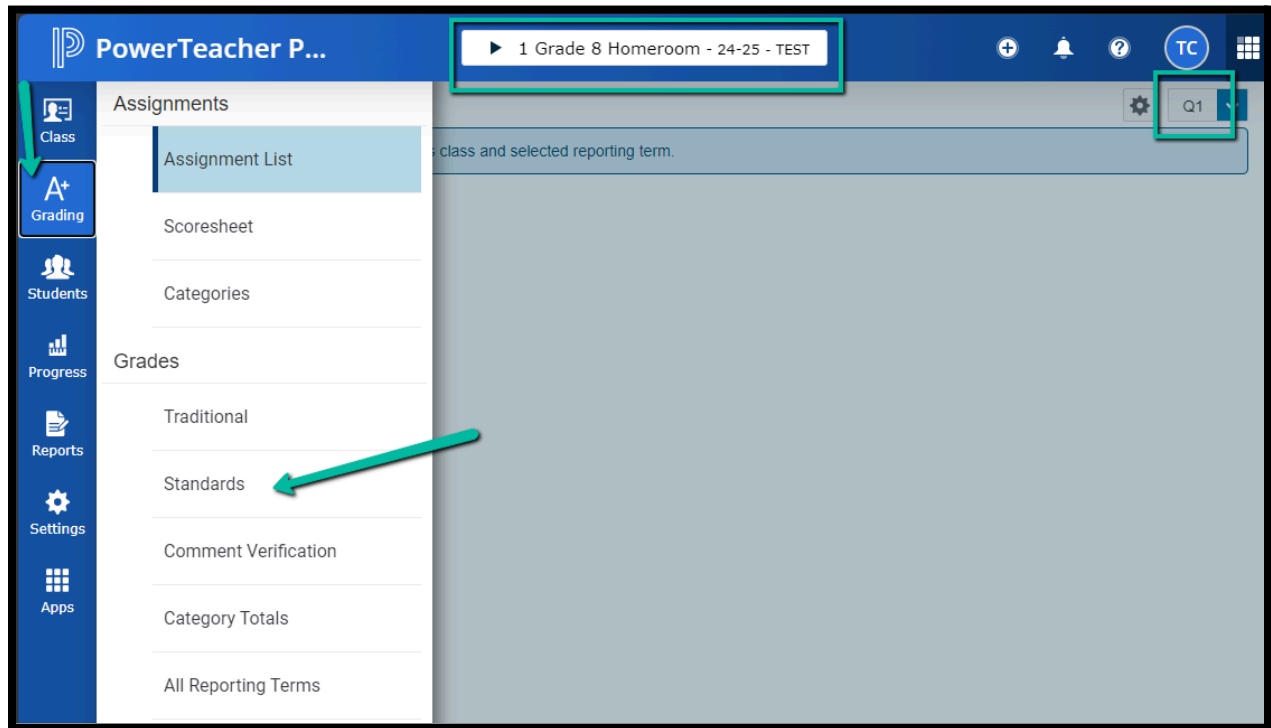 PowerTeacher P...
1 Grade 8 Homeroom - 24-25 - TEST
TC
Class
Grading
Students
Progress
Reports
Settings
Apps
Assignments
Assignment List
Scoresheet
Categories
Grades
Traditional
Standards
Comment Verification
Category Totals
All Reporting Terms
Q1
class and selected reporting term.